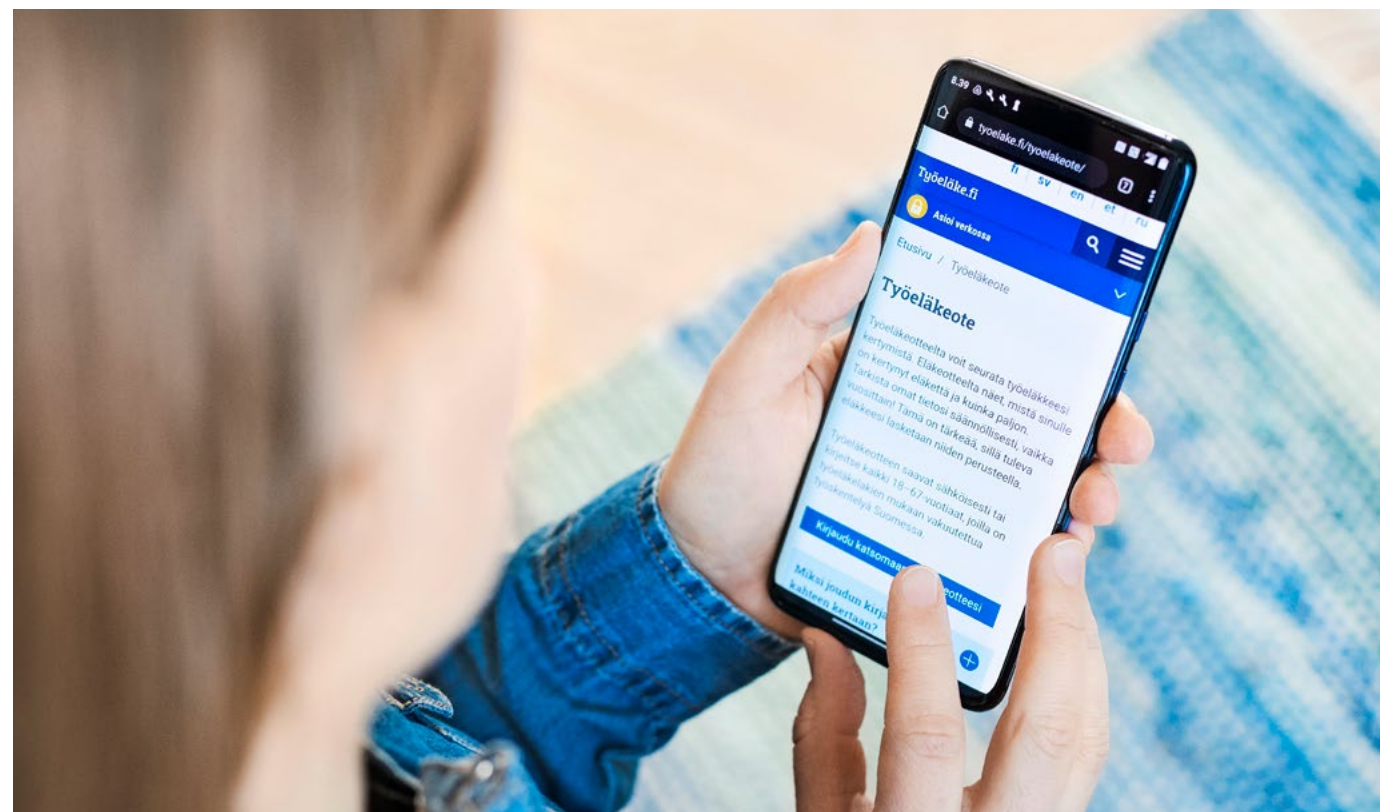 8.39
tyoelake.fi/tyoelakeote/
7
fi sv en et ru
Työeläke.fi
Asioi verkossa
Etusivu / Työeläkeote
Työeläkeote
Työeläkeotteelta voit seurata työeläkkeesi
kertymistä. Eläkeotteelta näet, mistä sinulle
on kertynyt eläkettä ja kuinka paljon.
Tarkista omat tietosi säännöllisesti, vaikka
vuosittain! Tämä on tärkeää, sillä tuleva
eläkkeesi lasketaan niiden perusteella.
Työeläkeotteen saavat sähköisesti tai
kirjeitse kaikki 18–67-vuotiaat, joilla on
työeläkelakien mukaan vakuutettua
työskentelyä Suomessa.
Kirjaudu katsomaan eotteesi
Miksi joudun kirja
kahteen kertaan?